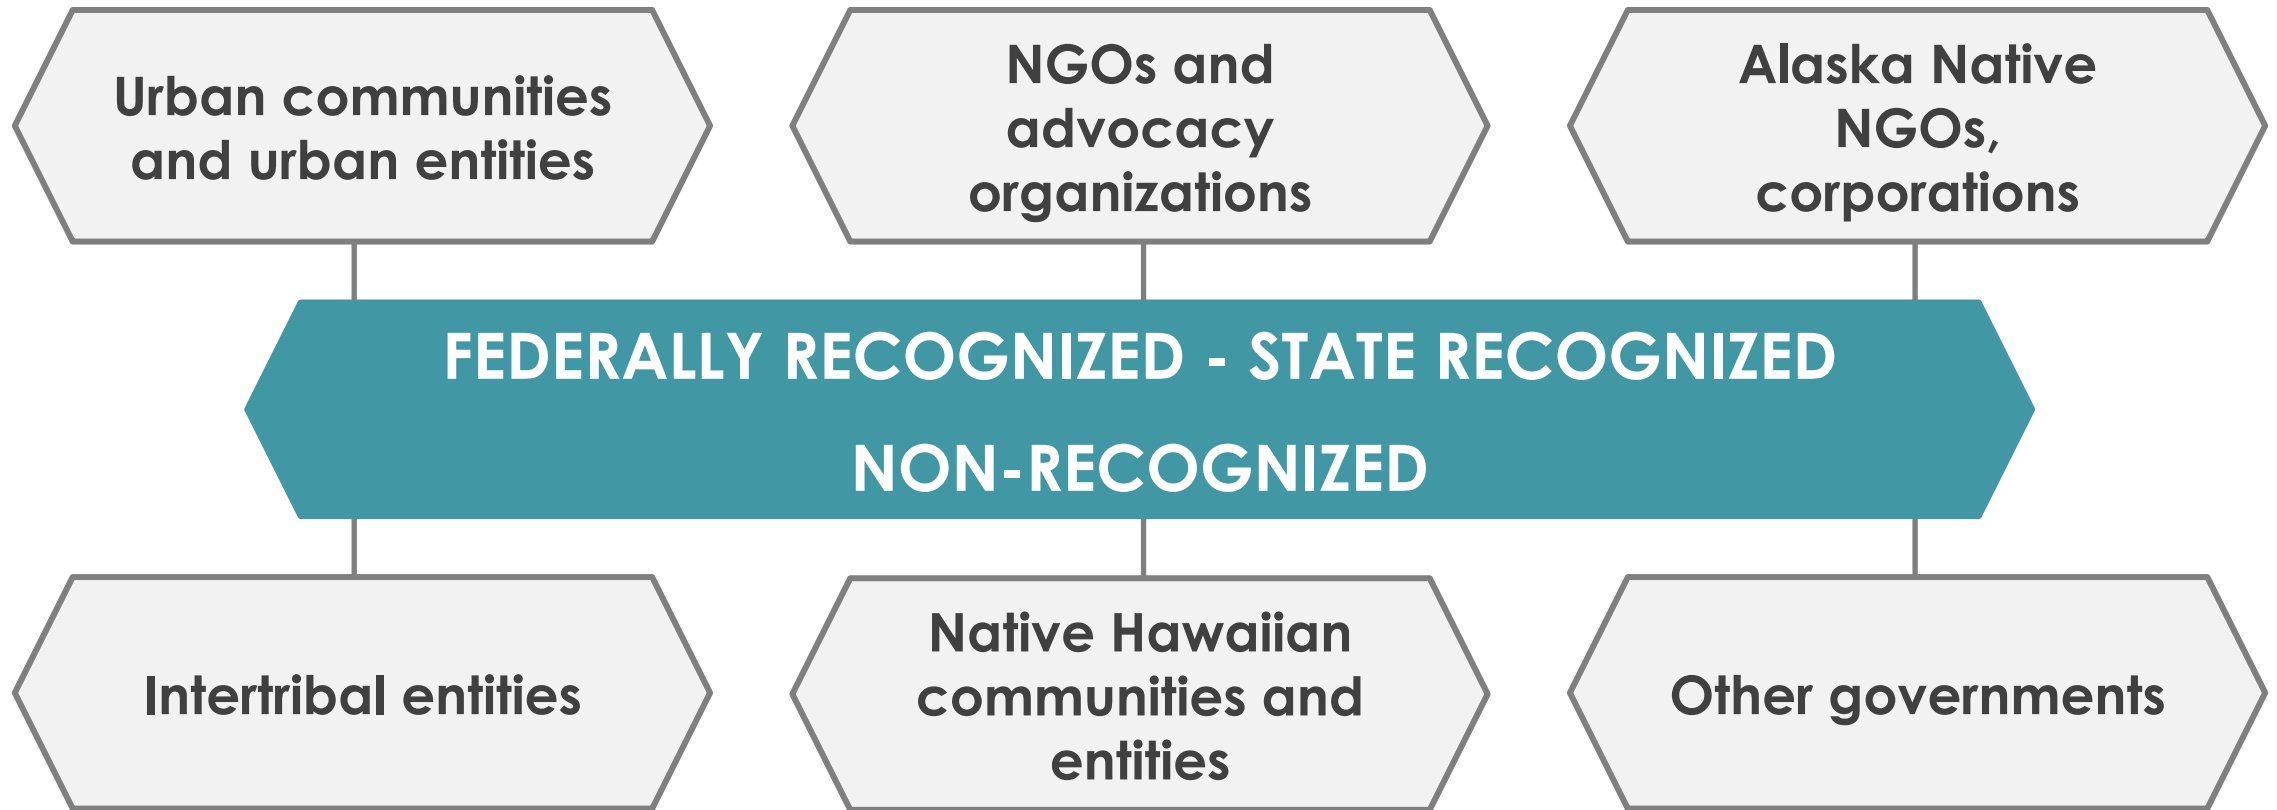 Urban communities
and urban entities
NGOs and
advocacy
organizations
Alaska Native
NGOs,
corporations
FEDERALLY RECOGNIZED - STATE RECOGNIZED
NON-RECOGNIZED
Intertribal entities
Native Hawaiian
communities and
entities
Other governments